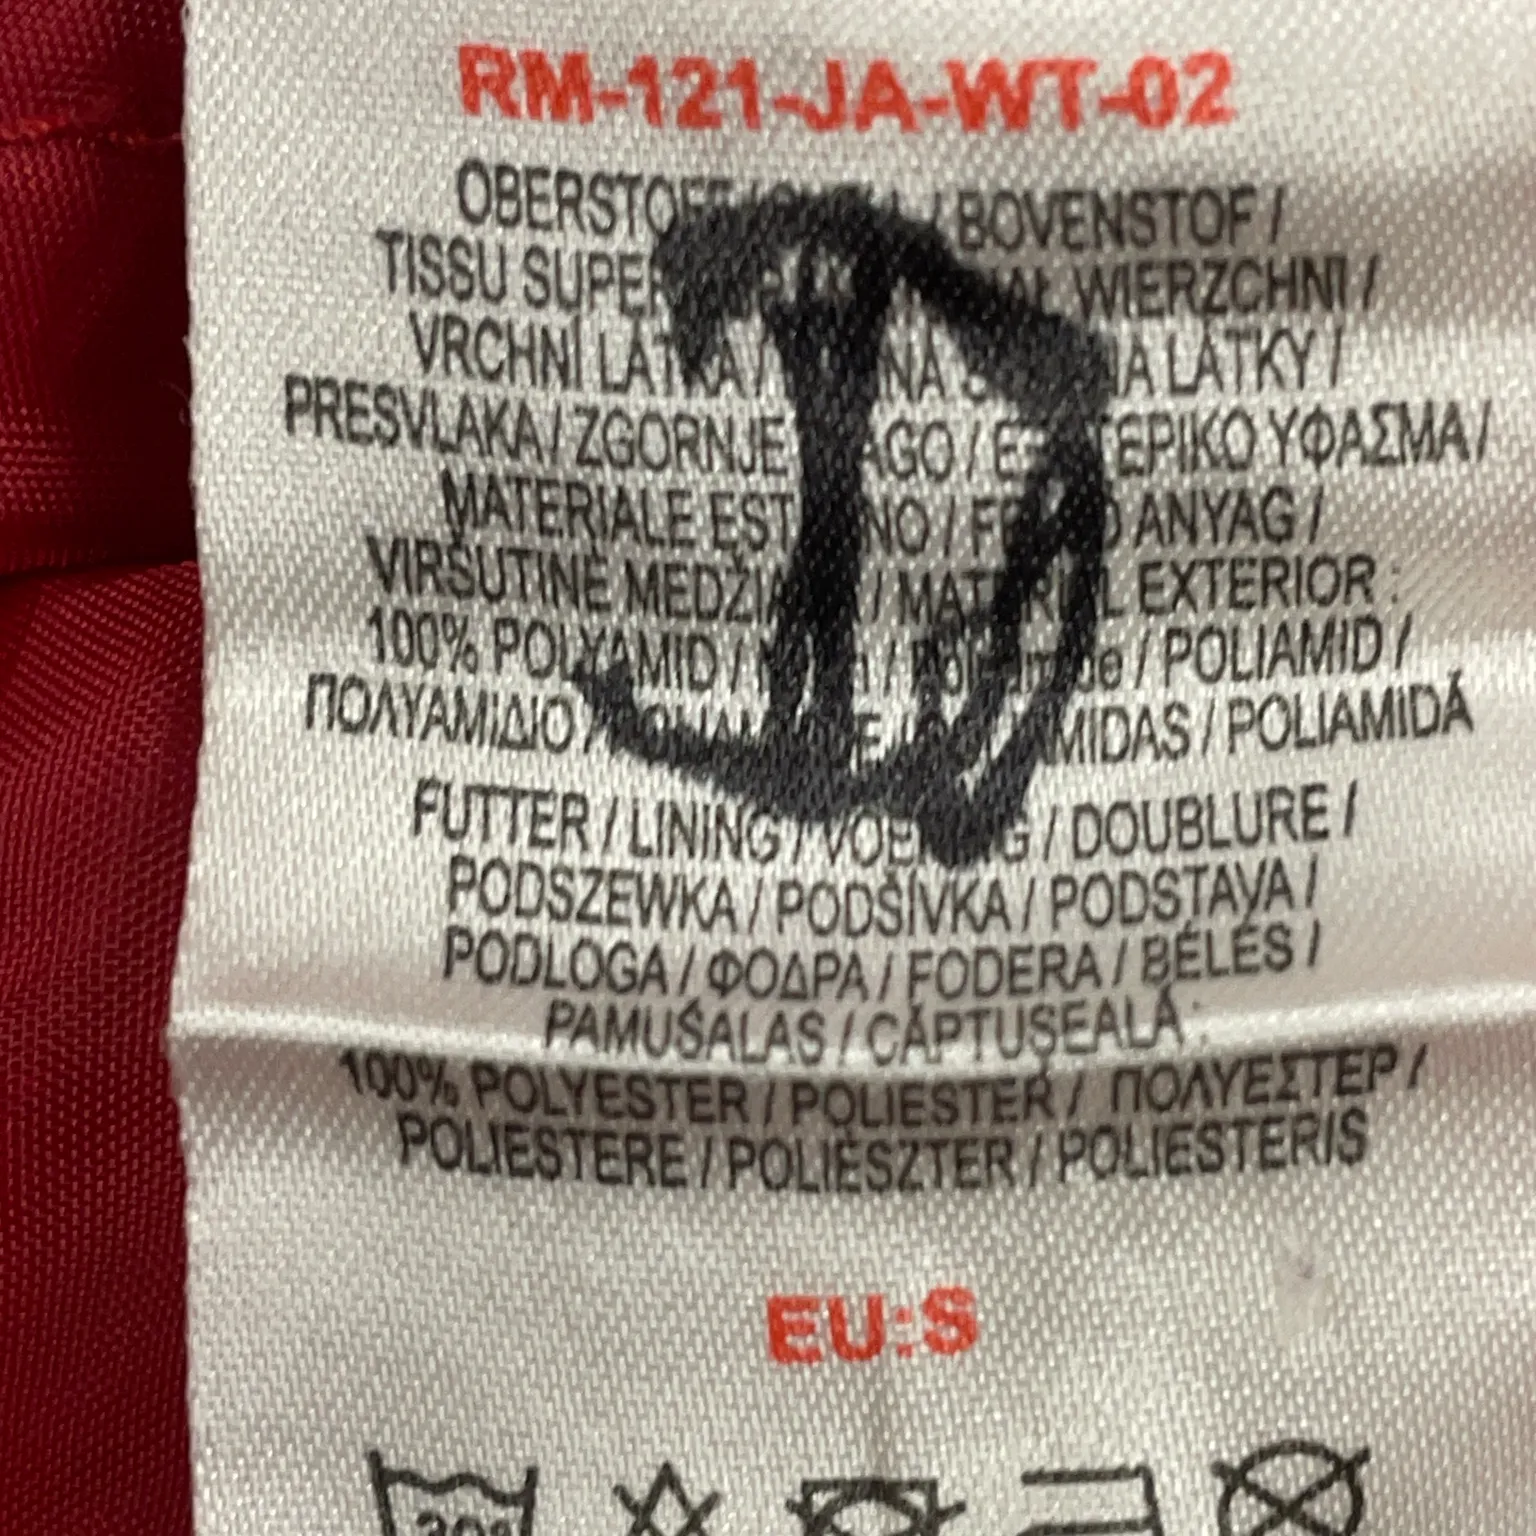 RM-121-JA-WT-02
OBERSTOFF / / BOVENSTOF /
TISSU WIERZCHNI /
VRCHNÍ LÁTKA / LÁTKY /
PRESVLAKA / ZGORNJE / ΥΦΑΣΜΑ /
MATERIALE / ANYAG /
VIRŠUTINĖ MEDŽIAGA / MATERIAL EXTERIOR :
100% POLYAMID / / / POLIAMID /
ΠΟΛΥΑΜΙΔΙΟ / / / POLIAMIDĂ
D
FUTTER / LINING / VOERING / DOUBLURE /
PODSZEWKA / PODŠÍVKA / PODSTAVA /
PODLOGA / ΦΟΔΡΑ / FODERA / BÉLÉS /
PAMUŠALAS / CĂPTUȘEALĂ :
100% POLYESTER / POLIESTER / ΠΟΛΥΕΣΤΕΡ /
POLIESTERE / POLIÉSZTER / POLIESTERIS
EU:S
30°